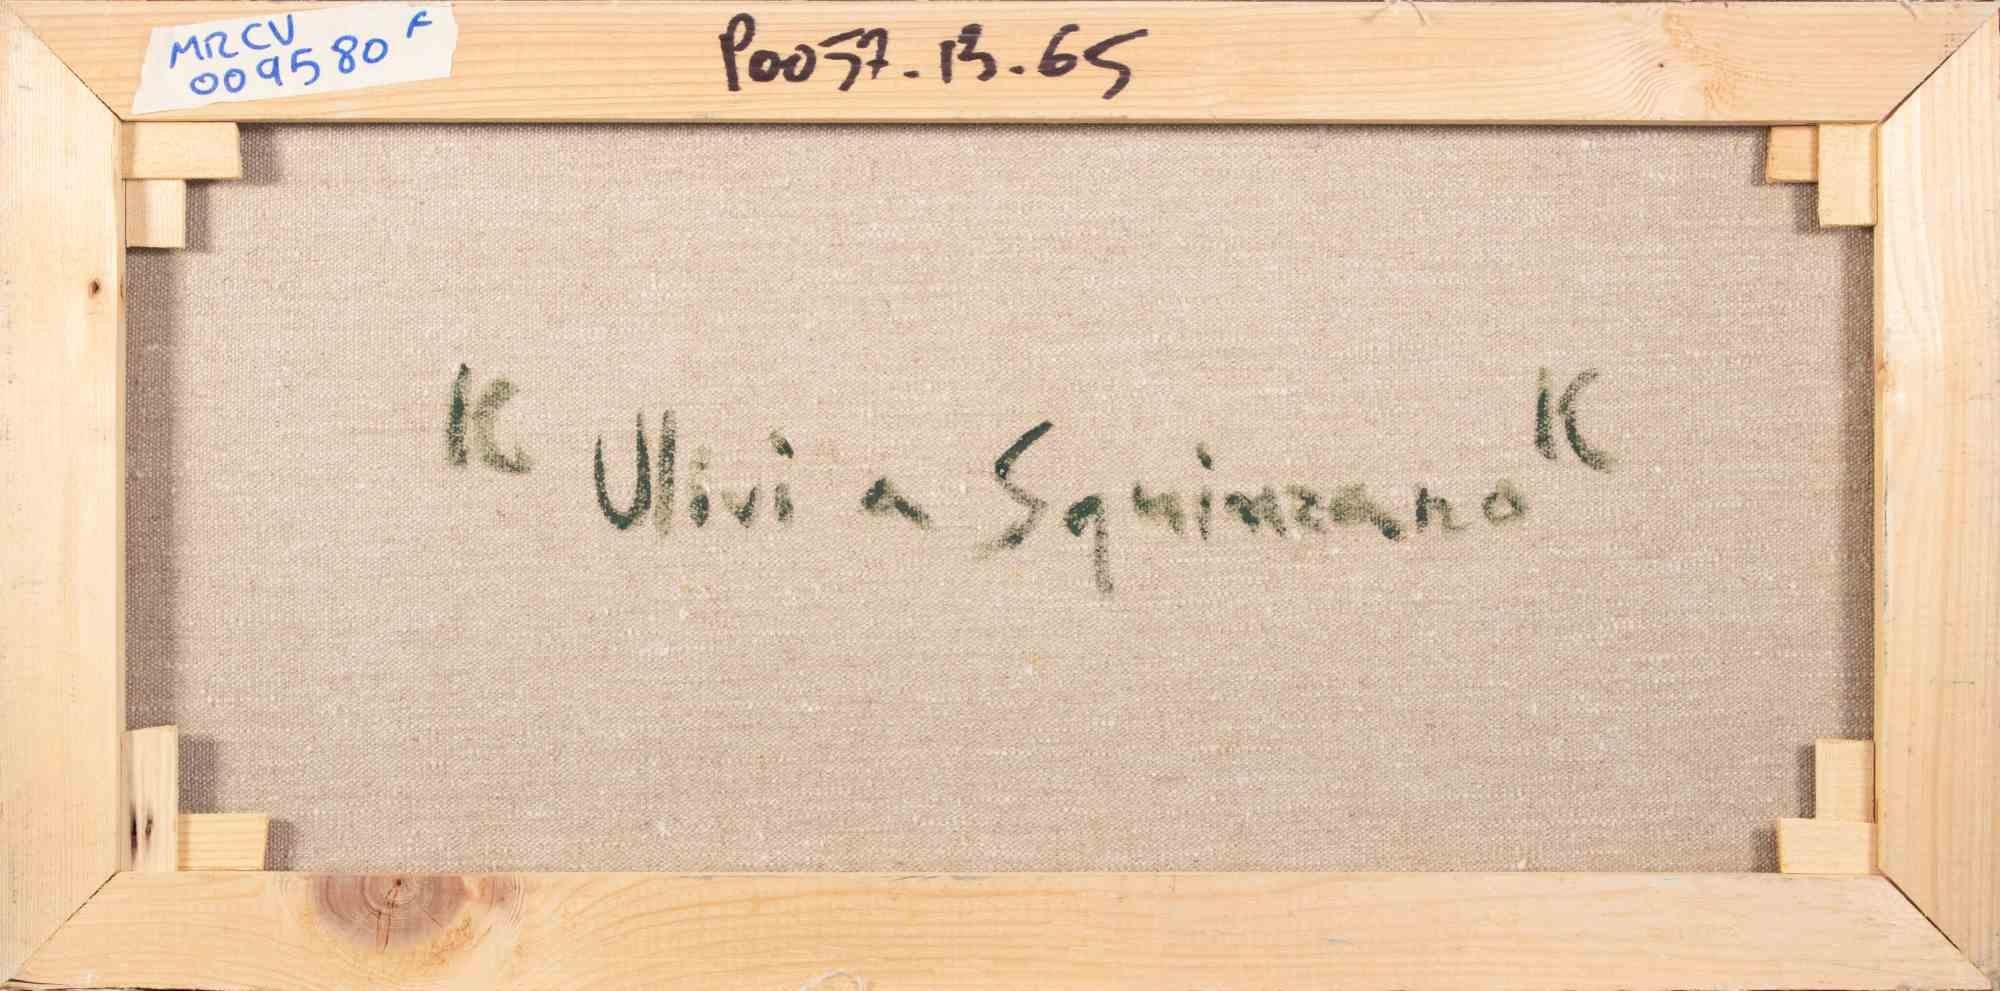 MRCV
009580 F
P0057.13.65
K Ulivi a Squinzano K